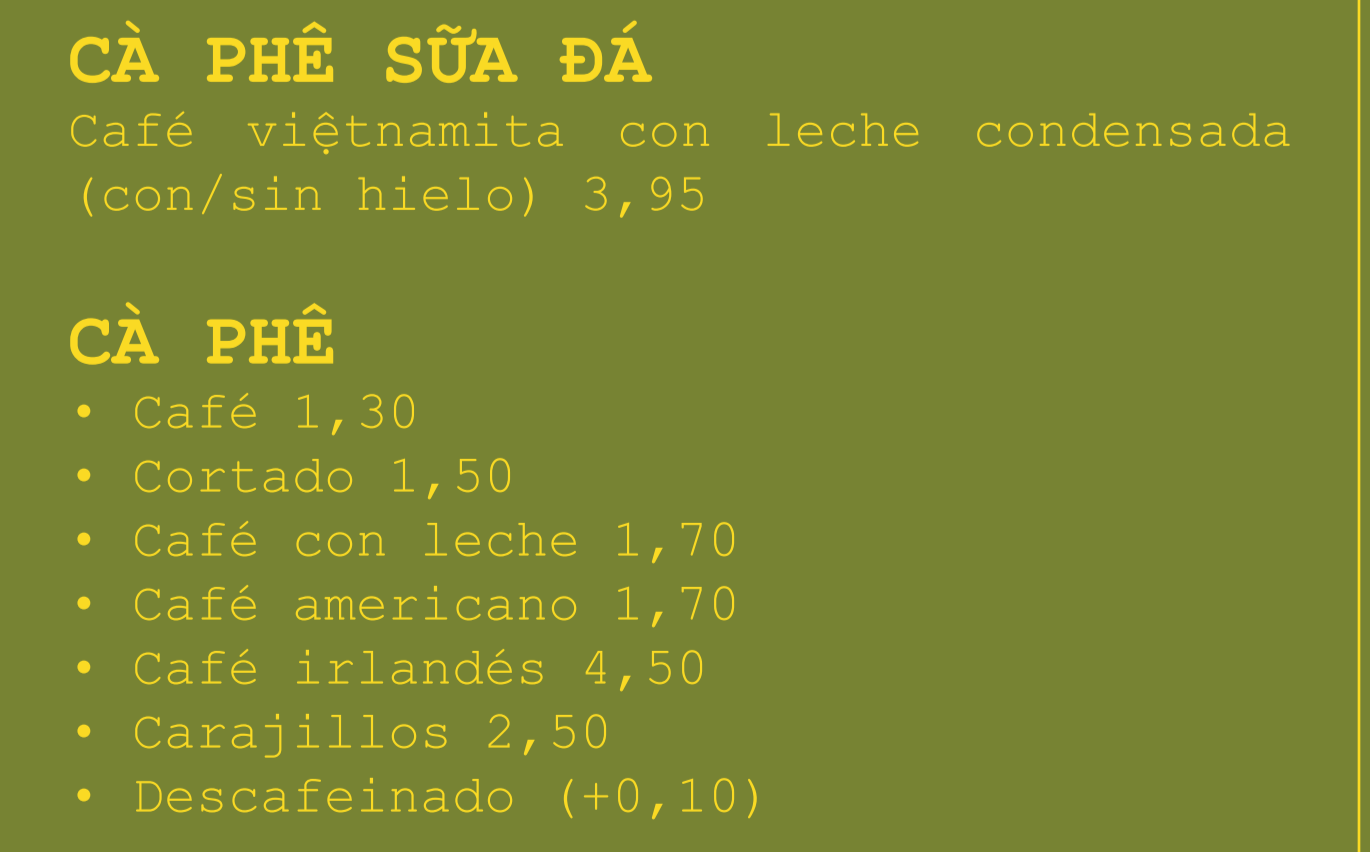 CÀ PHÊ SỮA ĐÁ
Café việtnamita con leche condensada
(con/sin hielo) 3,95
CÀ PHÊ
• Café 1,30
• Cortado 1,50
• Café con leche 1,70
• Café americano 1,70
• Café irlandés 4,50
• Carajillos 2,50
• Descafeinado (+0,10)